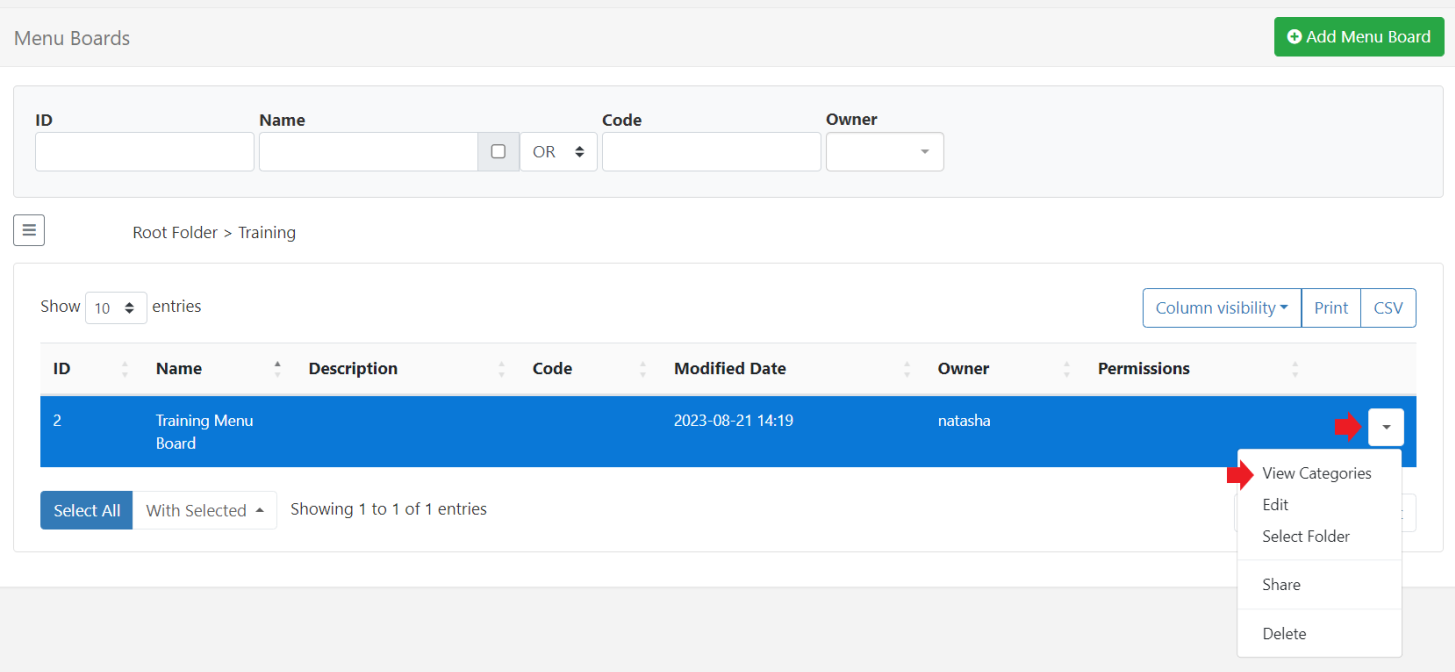 Menu Boards
Add Menu Board
ID Name Code Owner
OR
Root Folder > Training
Show 10 entries
Column visibility Print CSV
ID Name Description Code Modified Date Owner Permissions
2 Training Menu Board 2023-08-21 14:19 natasha
View Categories
Edit
Select Folder
Share
Delete
Select All With Selected Showing 1 to 1 of 1 entries